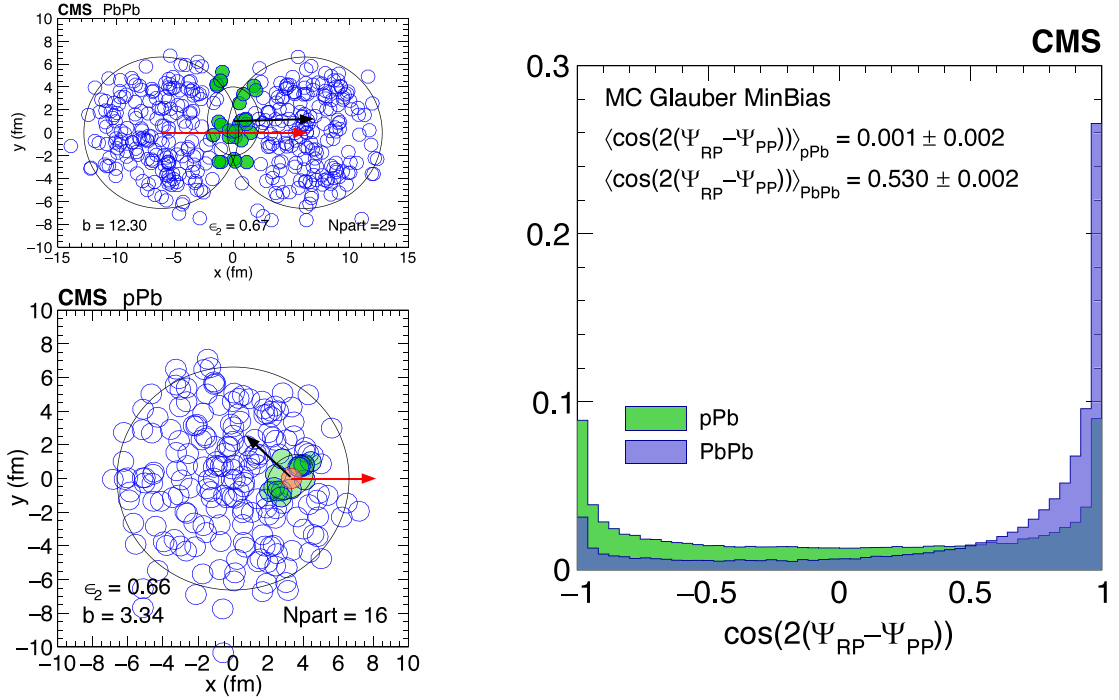 CMS PbPb
10
8
6
4
2
0
−2
−4
−6
−8
−10
y (fm)
b = 12.30 ϵ2 = 0.67 Npart =29
−15 −10 −5 0 5 10 15
x (fm)
CMS pPb
10
8
6
4
2
0
−2
−4
−6
−8
−10
y (fm)
ϵ2 = 0.66
b = 3.34 Npart = 16
−10 −8 −6 −4 −2 0 2 4 6 8 10
x (fm)
CMS
0.3
0.2
0.1
0
MC Glauber MinBias
⟨cos(2(ΨRP−ΨPP))⟩pPb = 0.001 ± 0.002
⟨cos(2(ΨRP−ΨPP))⟩PbPb = 0.530 ± 0.002
pPb
PbPb
−1 −0.5 0 0.5 1
cos(2(ΨRP−ΨPP))